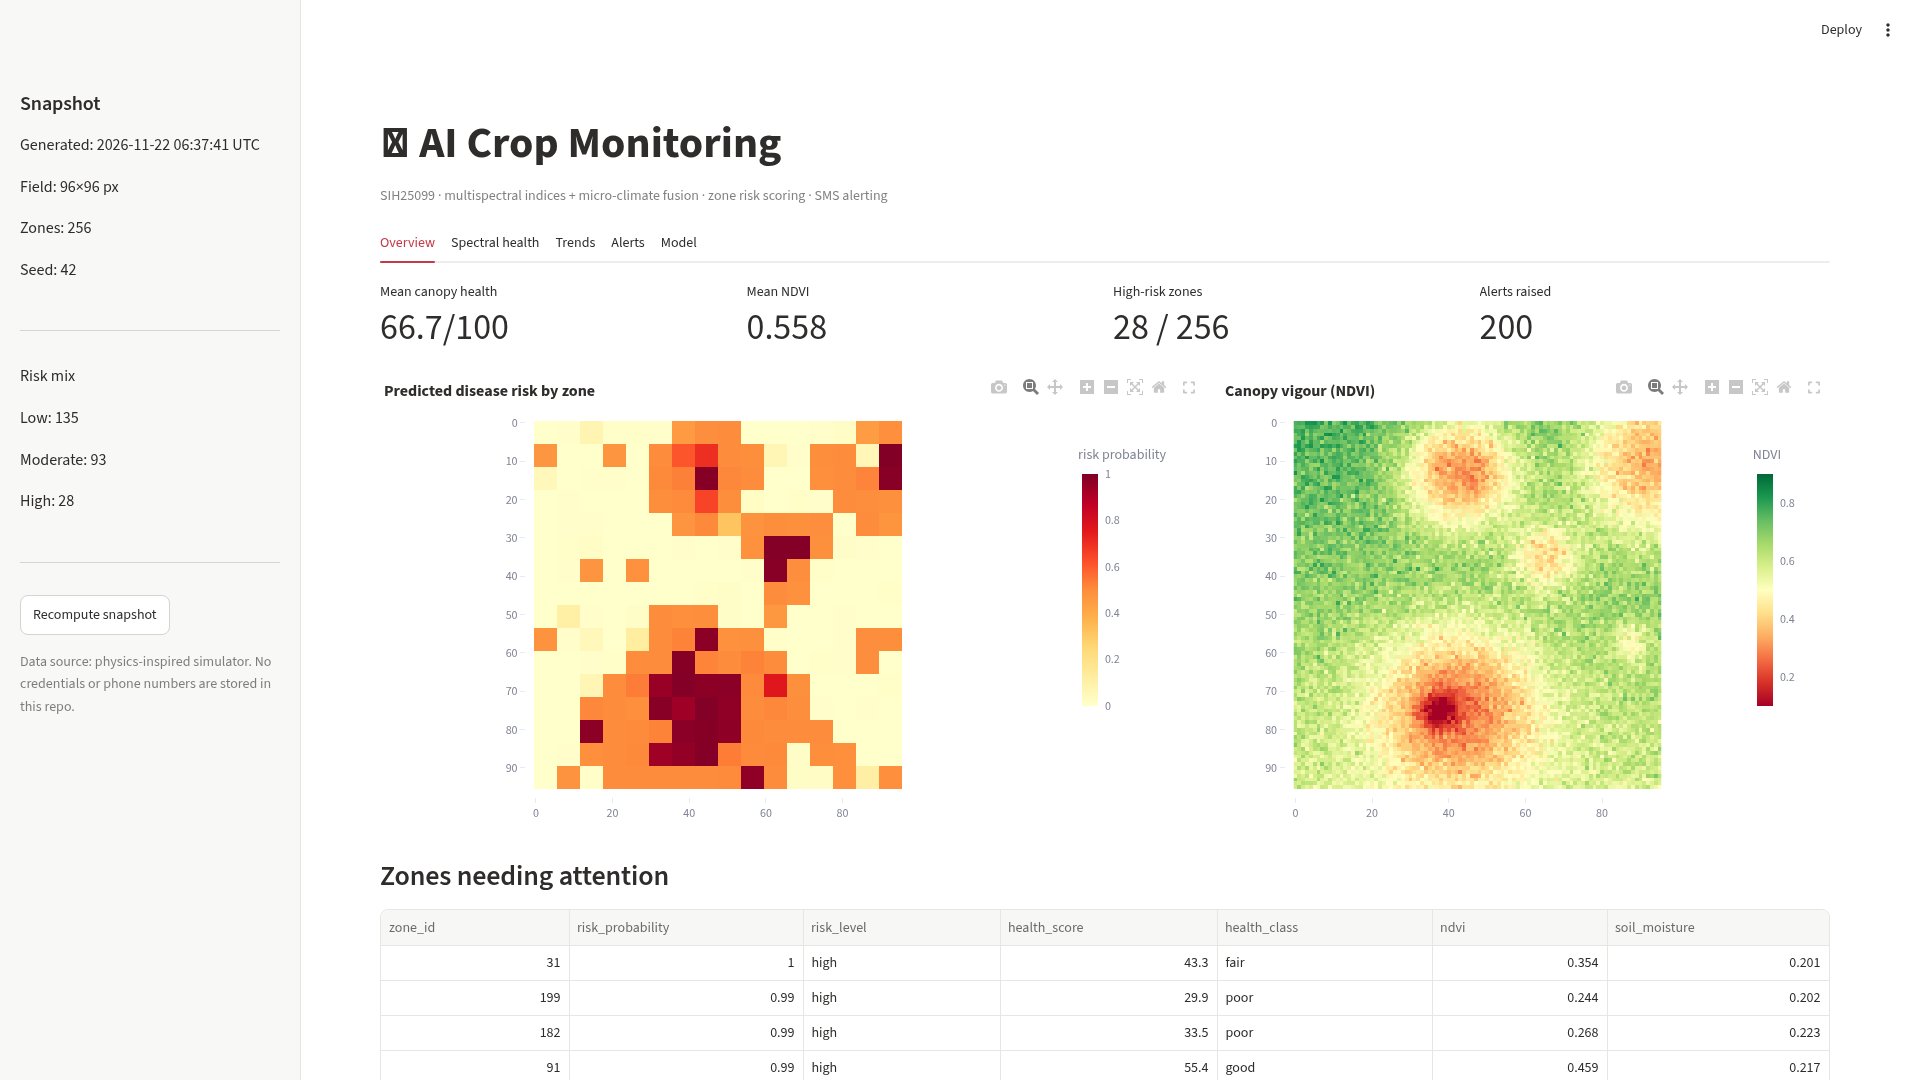 Deploy
Snapshot
Generated: 2026-11-22 06:37:41 UTC
Field: 96×96 px
Zones: 256
Seed: 42
Risk mix
Low: 135
Moderate: 93
High: 28
Recompute snapshot
Data source: physics-inspired simulator. No
credentials or phone numbers are stored in
this repo.
AI Crop Monitoring
SIH25099 · multispectral indices + micro-climate fusion · zone risk scoring · SMS alerting
Overview Spectral health Trends Alerts Model
Mean canopy health Mean NDVI High-risk zones Alerts raised
66.7/100 0.558 28 / 256 200
Predicted disease risk by zone
0
10
20
30
40
50
60
70
80
90
0 20 40 60 80
risk probability
1
0.8
0.6
0.4
0.2
0
Canopy vigour (NDVI)
0
10
20
30
40
50
60
70
80
90
0 20 40 60 80
NDVI
0.8
0.6
0.4
0.2
Zones needing attention
zone_id risk_probability risk_level health_score health_class ndvi soil_moisture
31 1 high 43.3 fair 0.354 0.201
199 0.99 high 29.9 poor 0.244 0.202
182 0.99 high 33.5 poor 0.268 0.223
91 0.99 high 55.4 good 0.459 0.217